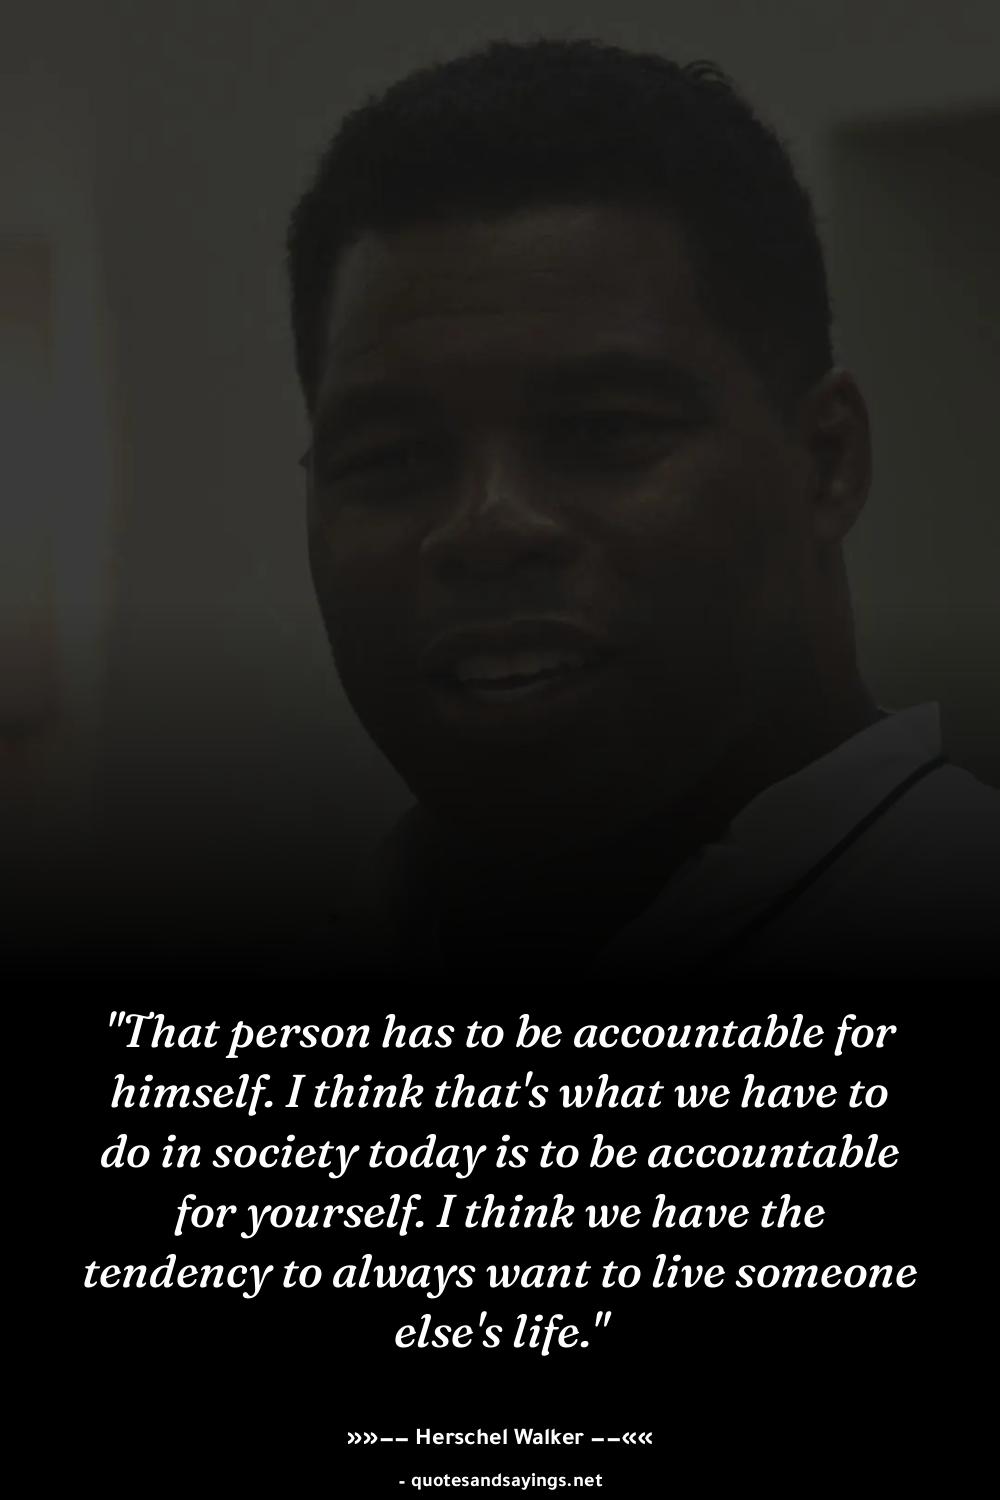 "That person has to be accountable for
himself. I think that's what we have to
do in society today is to be accountable
for yourself. I think we have the
tendency to always want to live someone
else's life."
»»–– Herschel Walker ––««
- quotesandsayings.net